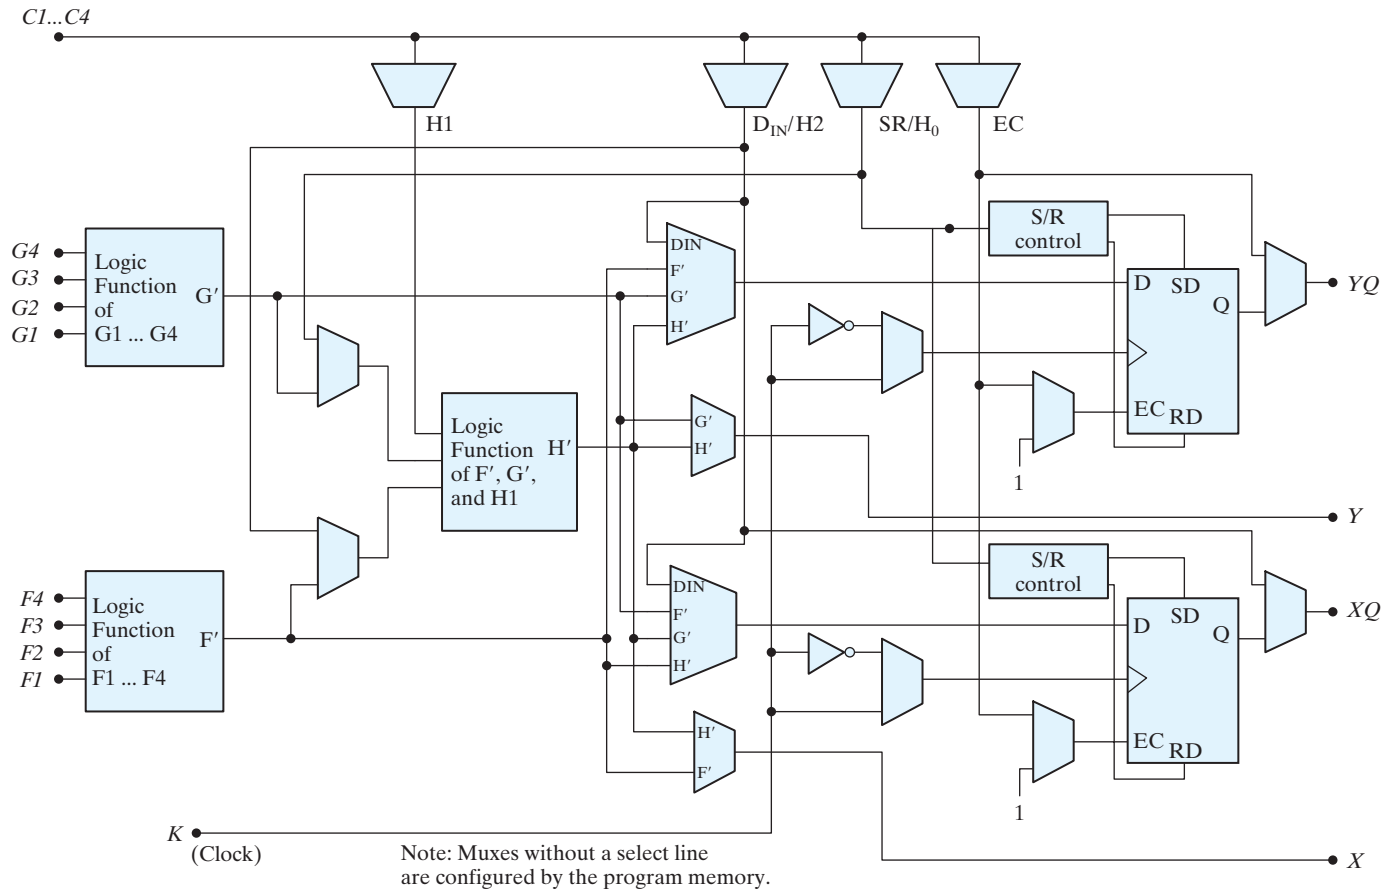 C1...C4
H1
D_IN/H2
SR/H_0
EC
G4
G3
G2
G1
Logic
Function
of
G1 ... G4
G′
DIN
F′
G′
H′
S/R
control
D
SD
Q
EC
RD
1
YQ
Logic
Function
of F′, G′,
and H1
H′
G′
H′
Y
F4
F3
F2
F1
Logic
Function
of
F1 ... F4
F′
DIN
F′
G′
H′
S/R
control
D
SD
Q
EC
RD
1
XQ
H′
F′
K
(Clock)
X
Note: Muxes without a select line
are configured by the program memory.